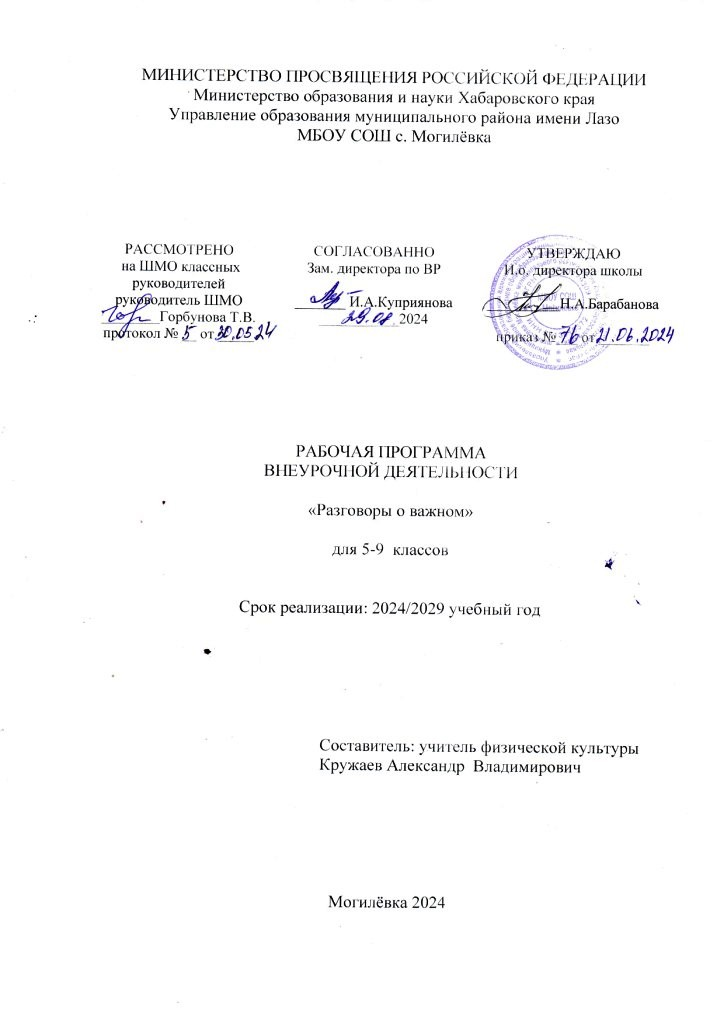 МИНИСТЕРСТВО ПРОСВЯЩЕНИЯ РОССИЙСКОЙ ФЕДЕРАЦИИ
Министерство образования и науки Хабаровского края
Управление образования муниципального района имени Лазо
МБОУ СОШ с. Могилёвка
РАССМОТРЕНО
на ШМО классных
руководителей
руководитель ШМО
Горбунова Т.В.
протокол № 5 от 30.05.24
СОГЛАСОВАННО
Зам. директора по ВР
И.А.Куприянова
29.08. 2024
УТВЕРЖДАЮ
И.о. директора школы
Н.А.Барабанова
приказ № 76 от 21.06.2024
РАБОЧАЯ ПРОГРАММА
ВНЕУРОЧНОЙ ДЕЯТЕЛЬНОСТИ
«Разговоры о важном»
для 5-9 классов
Срок реализации: 2024/2029 учебный год
Составитель: учитель физической культуры
Кружаев Александр Владимирович
Могилёвка 2024